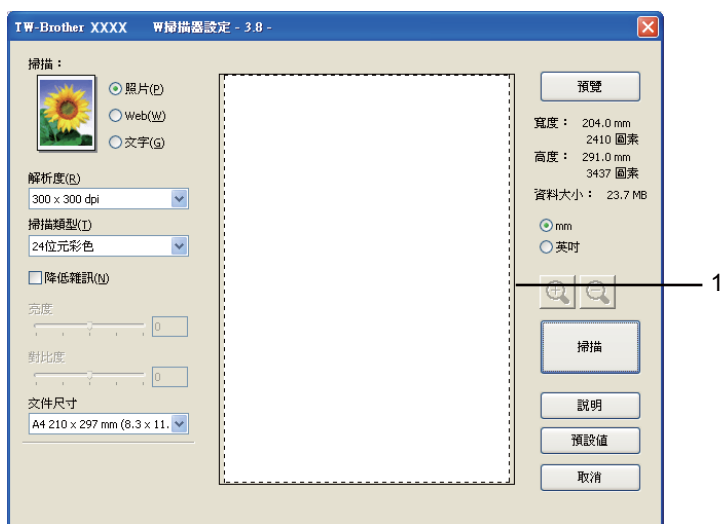 TW-Brother XXXX W掃描器設定 - 3.8 -
掃描：
照片(P)
Web(W)
文字(G)
解析度(R)
300 x 300 dpi
掃描類型(T)
24位元彩色
降低雜訊(N)
亮度
0
對比度
0
文件尺寸
A4 210 x 297 mm (8.3 x 11.
預覽
寬度： 204.0 mm
2410 圖素
高度： 291.0 mm
3437 圖素
資料大小： 23.7 MB
mm
英吋
掃描
說明
預設值
取消
1